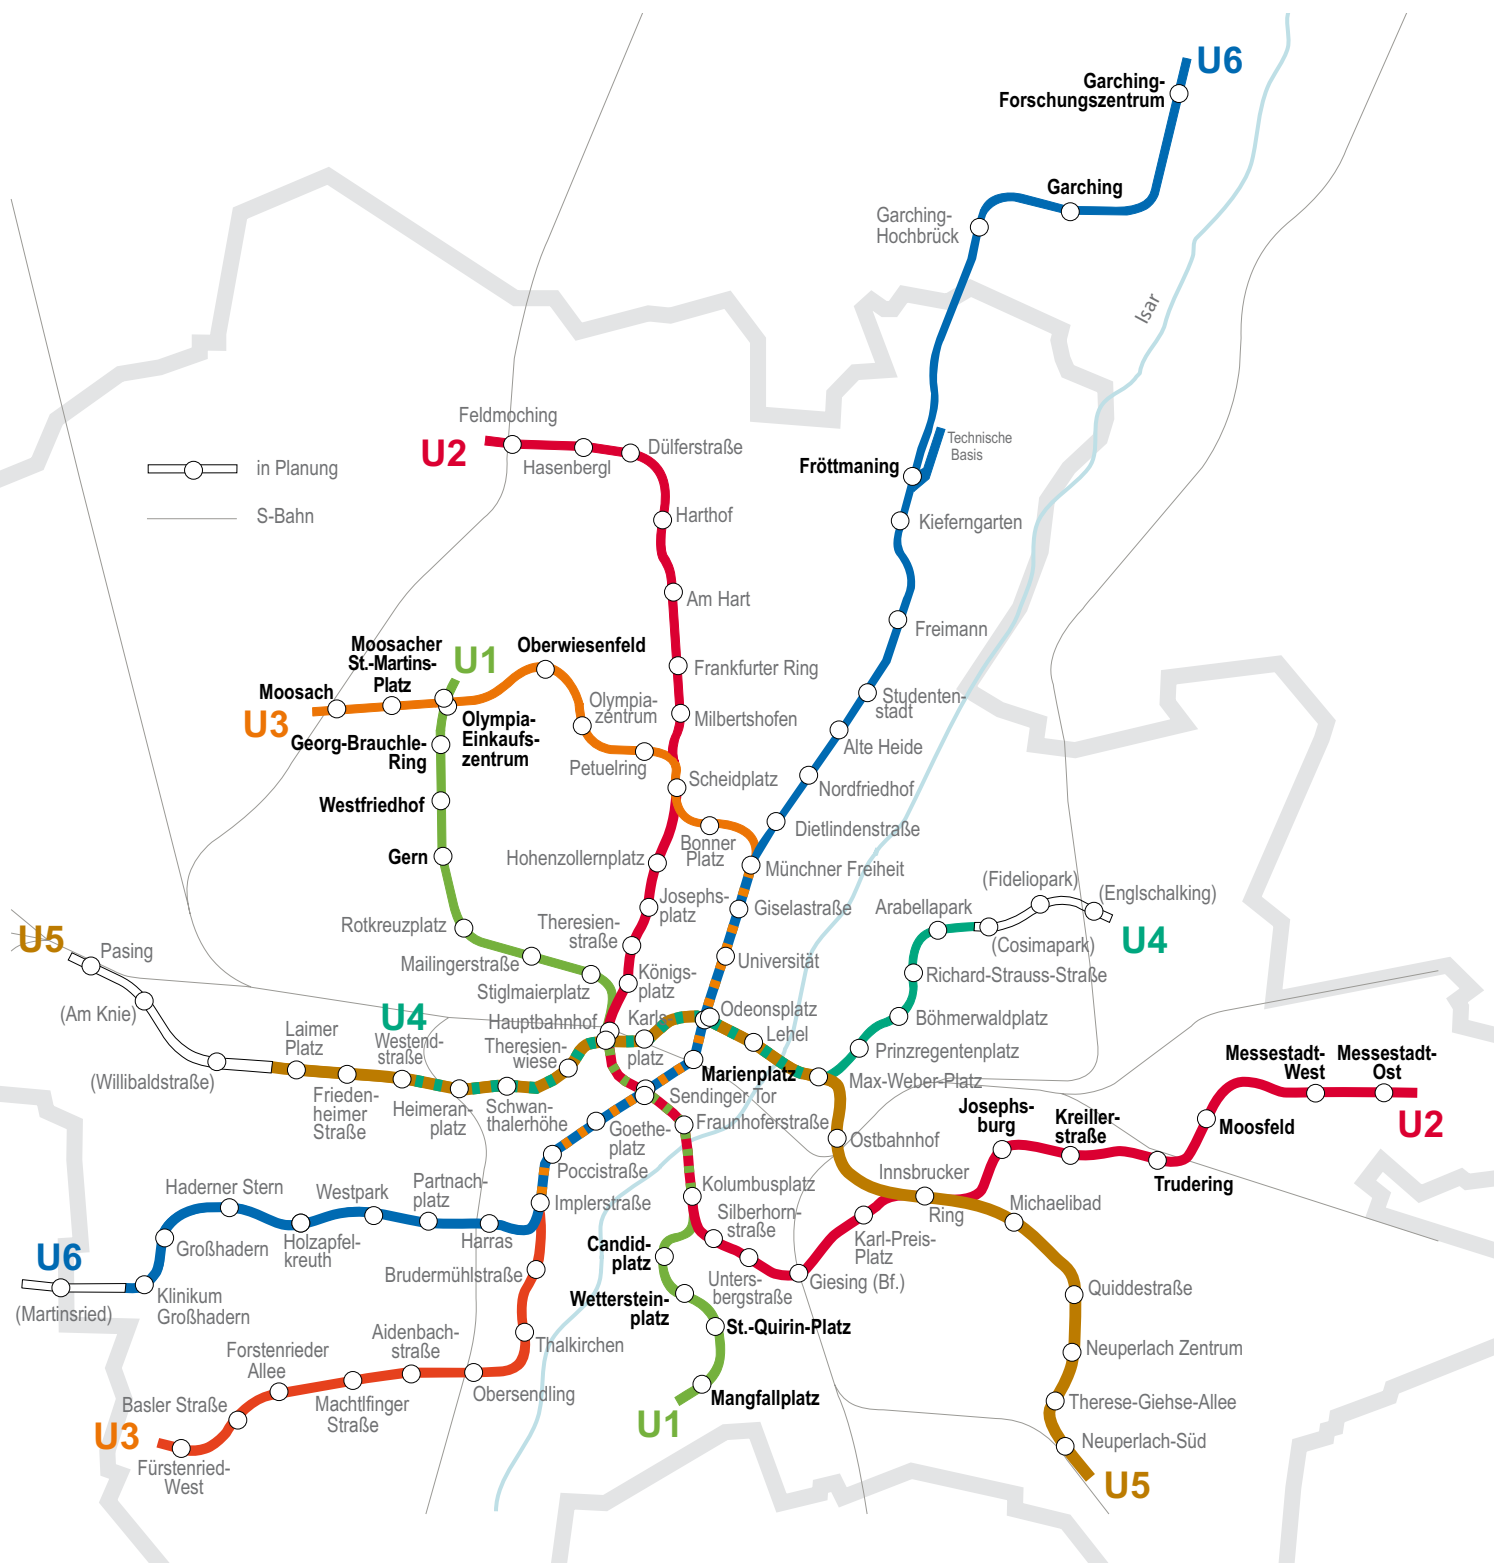 U6
Garching-
Forschungszentrum
Garching
Garching-
Hochbrück
Isar
Feldmoching
U2
Hasenbergl
Dülferstraße
Technische
Basis
Fröttmaning
in Planung
S-Bahn
Harthof
Kieferngarten
Am Hart
Freimann
Moosacher
St.-Martins-
Platz
U1
Oberwiesenfeld
Frankfurter Ring
Moosach
U3
Olympia-
zentrum
Studenten-
stadt
Olympia-
Einkaufs-
zentrum
Milbertshofen
Georg-Brauchle-
Ring
Alte Heide
Petuelring
Scheidplatz
Nordfriedhof
Westfriedhof
Dietlindenstraße
Bonner
Platz
Gern
Hohenzollernplatz
Münchner Freiheit
(Fideliopark)
(Englschalking)
Josephs-
platz
Giselastraße
Arabellapark
Rotkreuzplatz
Theresien-
straße
(Cosimapark)
U4
U5
Pasing
Mailingerstraße
Universität
Königs-
platz
Richard-Strauss-Straße
Stiglmaierplatz
(Am Knie)
U4
Hauptbahnhof
Karls-
platz
Odeonsplatz
Böhmerwaldplatz
Laimer
Platz
Westend-
straße
Theresien-
wiese
Lehel
Prinzregentenplatz
(Willibaldstraße)
Marienplatz
Max-Weber-Platz
Messestadt-
West
Messestadt-
Ost
Frieden-
heimer
Straße
Heimeran-
platz
Schwan-
thalerhöhe
Sendinger Tor
Fraunhoferstraße
Josephs-
burg
Kreiller-
straße
Moosfeld
U2
Goethe-
platz
Ostbahnhof
Poccistraße
Innsbrucker
Ring
Trudering
Haderner Stern
Westpark
Partnach-
platz
Implerstraße
Kolumbusplatz
Michaelibad
Silberhorn-
straße
Karl-Preis-
Platz
Großhadern
Holzapfel-
kreuth
Harras
U6
Candid-
platz
Brudermühlstraße
Unters-
bergstraße
Giesing (Bf.)
Quiddestraße
(Martinsried)
Klinikum
Großhadern
Wetterstein-
platz
St.-Quirin-Platz
Aidenbach-
straße
Thalkirchen
Neuperlach Zentrum
Forstenrieder
Allee
Obersendling
Mangfallplatz
Basler Straße
Machtlfinger
Straße
Therese-Giehse-Allee
U3
U1
Neuperlach-Süd
Fürstenried-
West
U5